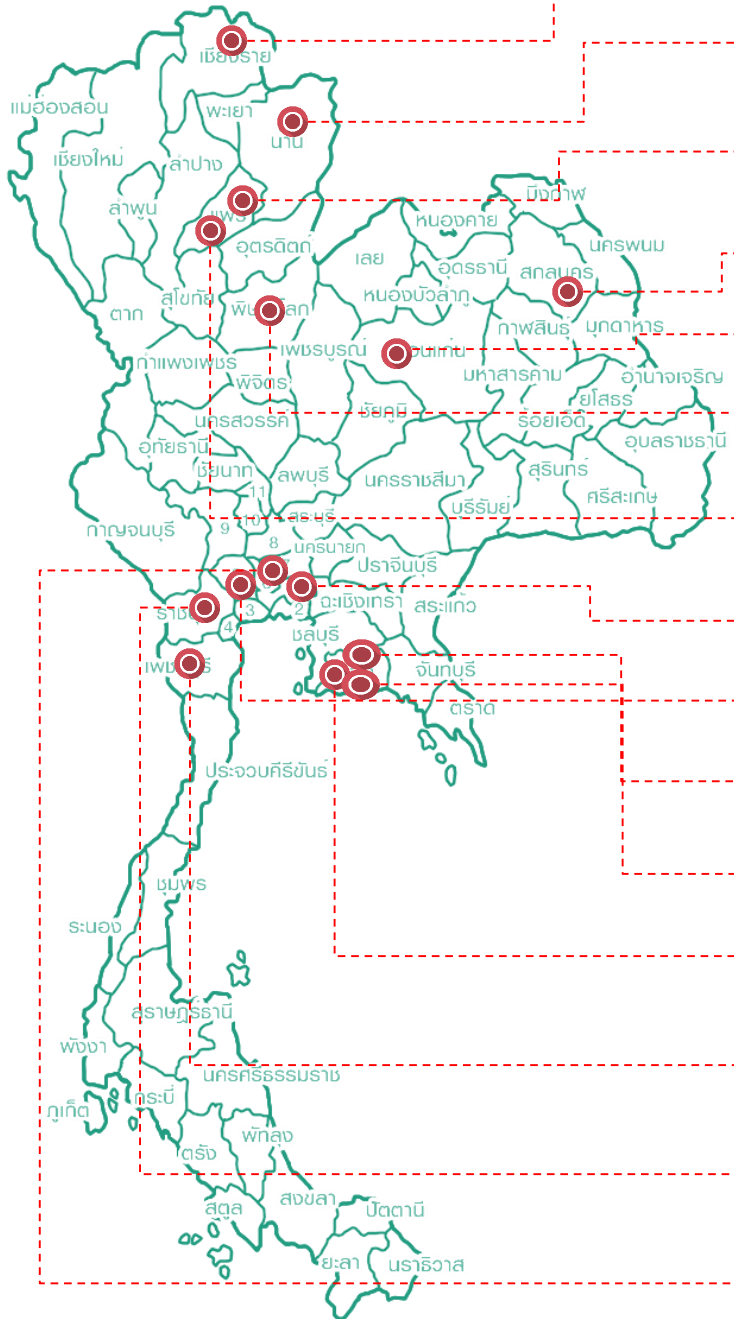 เชียงราย
แม่ฮ่องสอน
พะเยา
น่าน
เชียงใหม่
ลำปาง
ลำพูน
แพร่
อุตรดิตถ์
บึงกาฬ
หนองคาย
นครพนม
เลย
อุดรธานี
สกลนคร
สุโขทัย
ตาก
หนองบัวลำภู
กาฬสินธุ์
มุกดาหาร
กำแพงเพชร
เพชรบูรณ์
พิจิตร
มหาสารคาม
อำนาจเจริญ
ยโสธร
นครสวรรค์
ชัยภูมิ
ร้อยเอ็ด
อุบลราชธานี
อุทัยธานี
ชัยนาท
ลพบุรี
นครราชสีมา
สุรินทร์
ศรีสะเกษ
บุรีรัมย์
11
10
สระบุรี
9
กาญจนบุรี
8
นครนายก
ปราจีนบุรี
ฉะเชิงเทรา
สระแก้ว
3
2
4
ชลบุรี
จันทบุรี
ตราด
ประจวบคีรีขันธ์
ชุมพร
ระนอง
สุราษฎร์ธานี
พังงา
นครศรีธรรมราช
กระบี่
ภูเก็ต
พัทลุง
ตรัง
สงขลา
สตูล
ปัตตานี
ยะลา
นราธิวาส